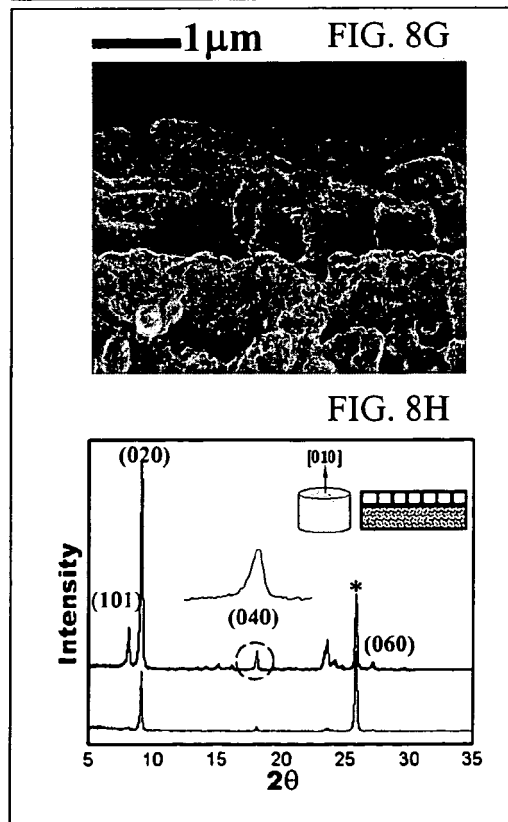 1μm FIG. 8G
FIG. 8H
(020)
[010]
(101)
*
(040)
(060)
Intensity
5 10 15 20 25 30 35
2θ